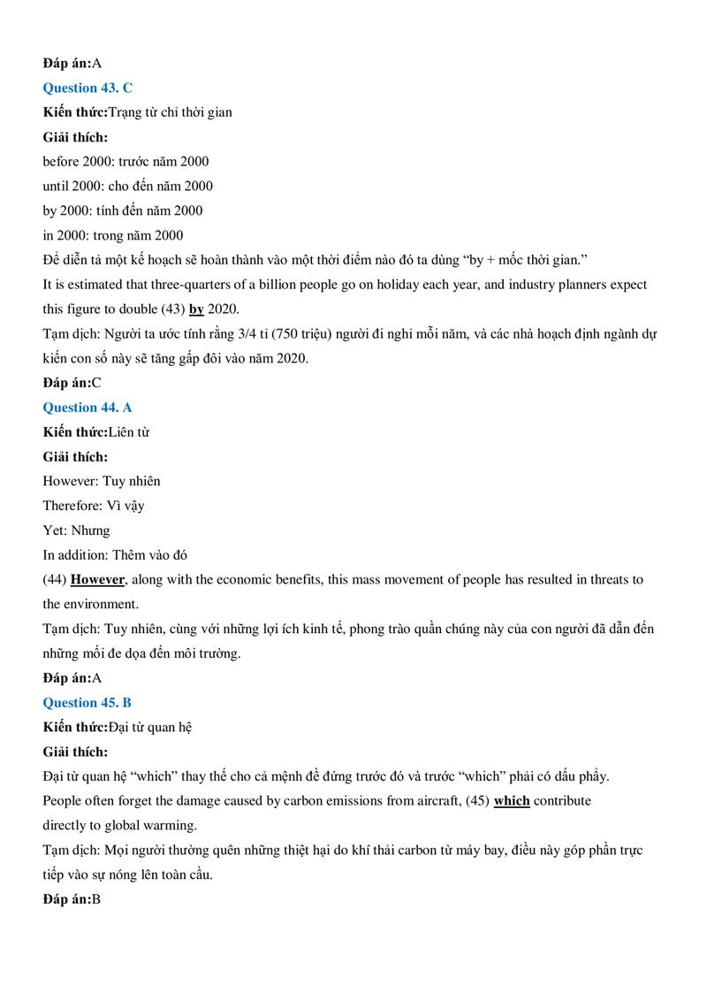 Đáp án:A
Question 43. C
Kiến thức:Trạng từ chỉ thời gian
Giải thích:
before 2000: trước năm 2000
until 2000: cho đến năm 2000
by 2000: tính đến năm 2000
in 2000: trong năm 2000
Để diễn tả một kế hoạch sẽ hoàn thành vào một thời điểm nào đó ta dùng “by + mốc thời gian.”
It is estimated that three-quarters of a billion people go on holiday each year, and industry planners expect
this figure to double (43) by 2020.
Tạm dịch: Người ta ước tính rằng 3/4 tỉ (750 triệu) người đi nghỉ mỗi năm, và các nhà hoạch định ngành dự
kiến con số này sẽ tăng gấp đôi vào năm 2020.
Đáp án:C
Question 44. A
Kiến thức:Liên từ
Giải thích:
However: Tuy nhiên
Therefore: Vì vậy
Yet: Nhưng
In addition: Thêm vào đó
(44) However, along with the economic benefits, this mass movement of people has resulted in threats to
the environment.
Tạm dịch: Tuy nhiên, cùng với những lợi ích kinh tế, phong trào quần chúng này của con người đã dẫn đến
những mối đe dọa đến môi trường.
Đáp án:A
Question 45. B
Kiến thức:Đại từ quan hệ
Giải thích:
Đại từ quan hệ “which” thay thế cho cả mệnh đề đứng trước đó và trước “which” phải có dấu phẩy.
People often forget the damage caused by carbon emissions from aircraft, (45) which contribute
directly to global warming.
Tạm dịch: Mọi người thường quên những thiệt hại do khí thải carbon từ máy bay, điều này góp phần trực
tiếp vào sự nóng lên toàn cầu.
Đáp án:B